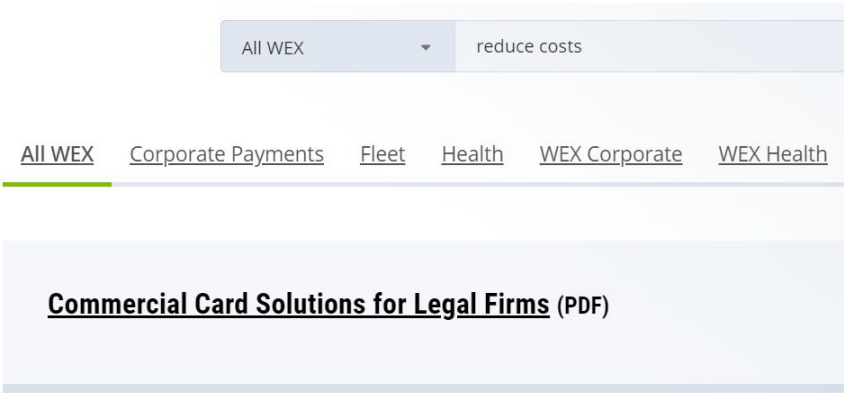 All WEX reduce costs
All WEX Corporate Payments Fleet Health WEX Corporate WEX Health
Commercial Card Solutions for Legal Firms (PDF)